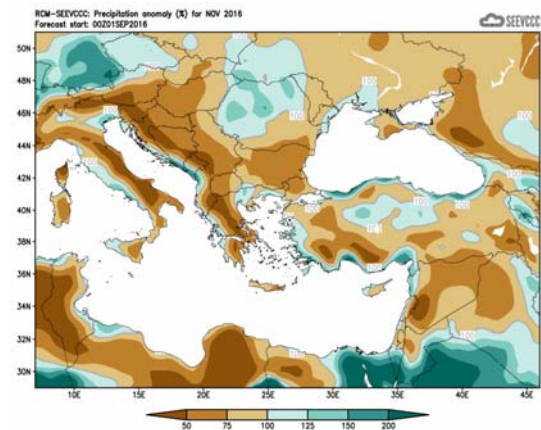 RCM-SEEVCCC: Precipitation anomaly (%) for NOV 2016
Forecast start: 00Z01SEP2016
SEEVCCC
50N
48N
46N
44N
42N
40N
38N
36N
34N
32N
30N
10E 15E 20E 25E 30E 35E 40E 45E
50 75 100 125 150 200